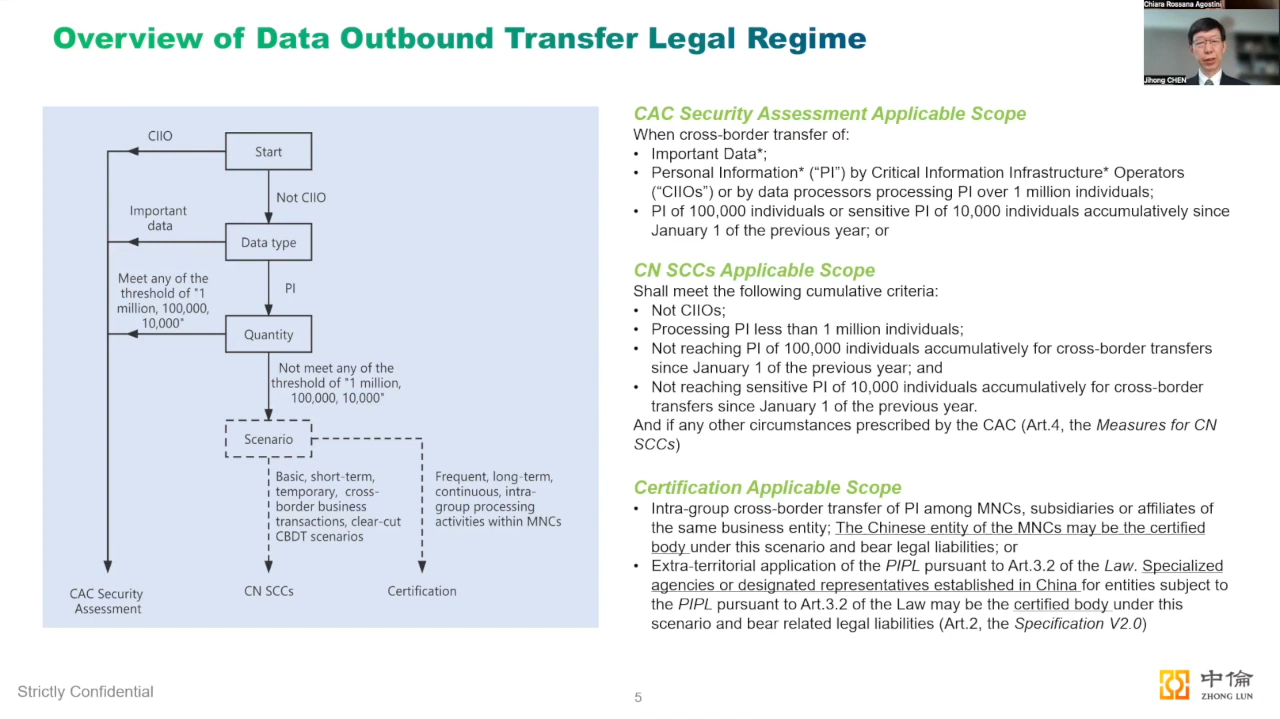 Overview of Data Outbound Transfer Legal Regime
Chiara Rossana Agostini
Jihong CHEN
CIIO
Start
Not CIIO
Important
data
Data type
Meet any of the
threshold of "1
million, 100,000,
10,000"
PI
Quantity
Not meet any of the
threshold of "1 million,
100,000, 10,000"
Scenario
Basic, short-term,
temporary, cross-
border business
transactions, clear-cut
CBDT scenarios
Frequent, long-term,
continuous, intra-
group processing
activities within MNCs
CAC Security
Assessment
CN SCCs
Certification
CAC Security Assessment Applicable Scope
When cross-border transfer of:
• Important Data*;
• Personal Information* (“PI”) by Critical Information Infrastructure* Operators
(“CIIOs”) or by data processors processing PI over 1 million individuals;
• PI of 100,000 individuals or sensitive PI of 10,000 individuals accumulatively since
January 1 of the previous year; or
CN SCCs Applicable Scope
Shall meet the following cumulative criteria:
• Not CIIOs;
• Processing PI less than 1 million individuals;
• Not reaching PI of 100,000 individuals accumulatively for cross-border transfers
since January 1 of the previous year; and
• Not reaching sensitive PI of 10,000 individuals accumulatively for cross-border
transfers since January 1 of the previous year.
And if any other circumstances prescribed by the CAC (Art.4, the Measures for CN
SCCs)
Certification Applicable Scope
• Intra-group cross-border transfer of PI among MNCs, subsidiaries or affiliates of
the same business entity; The Chinese entity of the MNCs may be the certified
body under this scenario and bear legal liabilities; or
• Extra-territorial application of the PIPL pursuant to Art.3.2 of the Law. Specialized
agencies or designated representatives established in China for entities subject to
the PIPL pursuant to Art.3.2 of the Law may be the certified body under this
scenario and bear related legal liabilities (Art.2, the Specification V2.0)
Strictly Confidential
5
中倫
ZHONG LUN